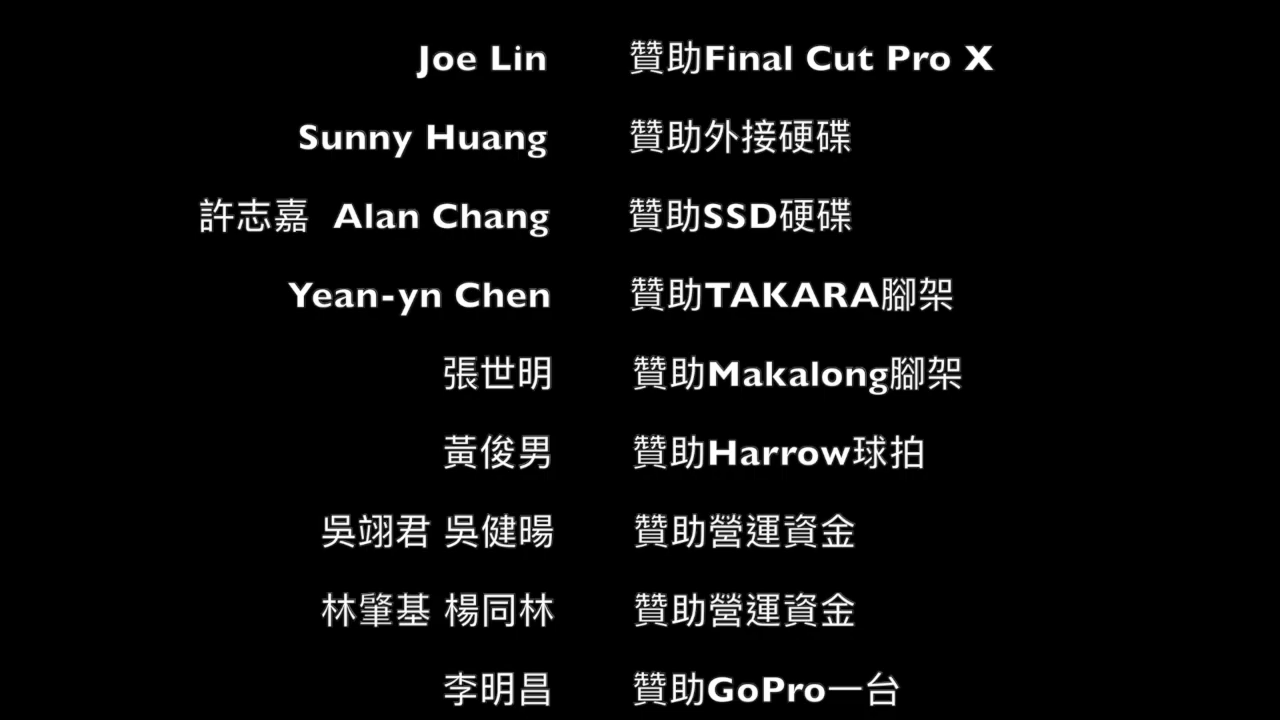 Joe Lin 贊助Final Cut Pro X
Sunny Huang 贊助外接硬碟
許志嘉 Alan Chang 贊助SSD硬碟
Yean-yn Chen 贊助TAKARA腳架
張世明 贊助Makalong腳架
黃俊男 贊助Harrow球拍
吳翊君 吳健暘 贊助營運資金
林肇基 楊同林 贊助營運資金
李明昌 贊助GoPro一台